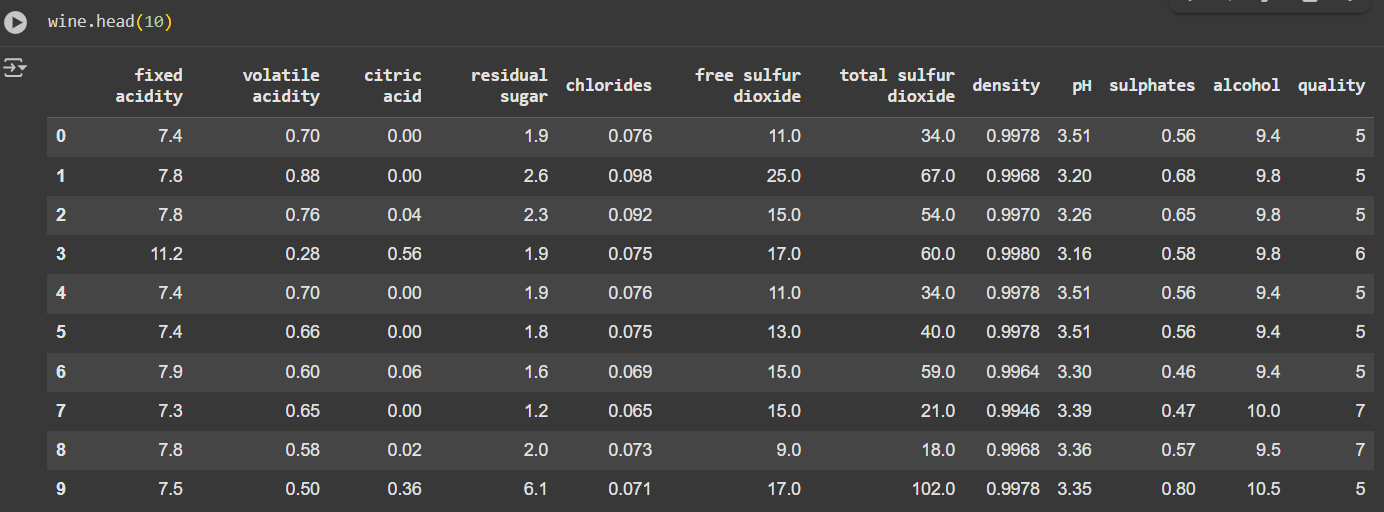 wine.head(10)
fixed acidity volatile acidity citric acid residual sugar chlorides free sulfur dioxide total sulfur dioxide density pH sulphates alcohol quality
0 7.4 0.70 0.00 1.9 0.076 11.0 34.0 0.9978 3.51 0.56 9.4 5
1 7.8 0.88 0.00 2.6 0.098 25.0 67.0 0.9968 3.20 0.68 9.8 5
2 7.8 0.76 0.04 2.3 0.092 15.0 54.0 0.9970 3.26 0.65 9.8 5
3 11.2 0.28 0.56 1.9 0.075 17.0 60.0 0.9980 3.16 0.58 9.8 6
4 7.4 0.70 0.00 1.9 0.076 11.0 34.0 0.9978 3.51 0.56 9.4 5
5 7.4 0.66 0.00 1.8 0.075 13.0 40.0 0.9978 3.51 0.56 9.4 5
6 7.9 0.60 0.06 1.6 0.069 15.0 59.0 0.9964 3.30 0.46 9.4 5
7 7.3 0.65 0.00 1.2 0.065 15.0 21.0 0.9946 3.39 0.47 10.0 7
8 7.8 0.58 0.02 2.0 0.073 9.0 18.0 0.9968 3.36 0.57 9.5 7
9 7.5 0.50 0.36 6.1 0.071 17.0 102.0 0.9978 3.35 0.80 10.5 5